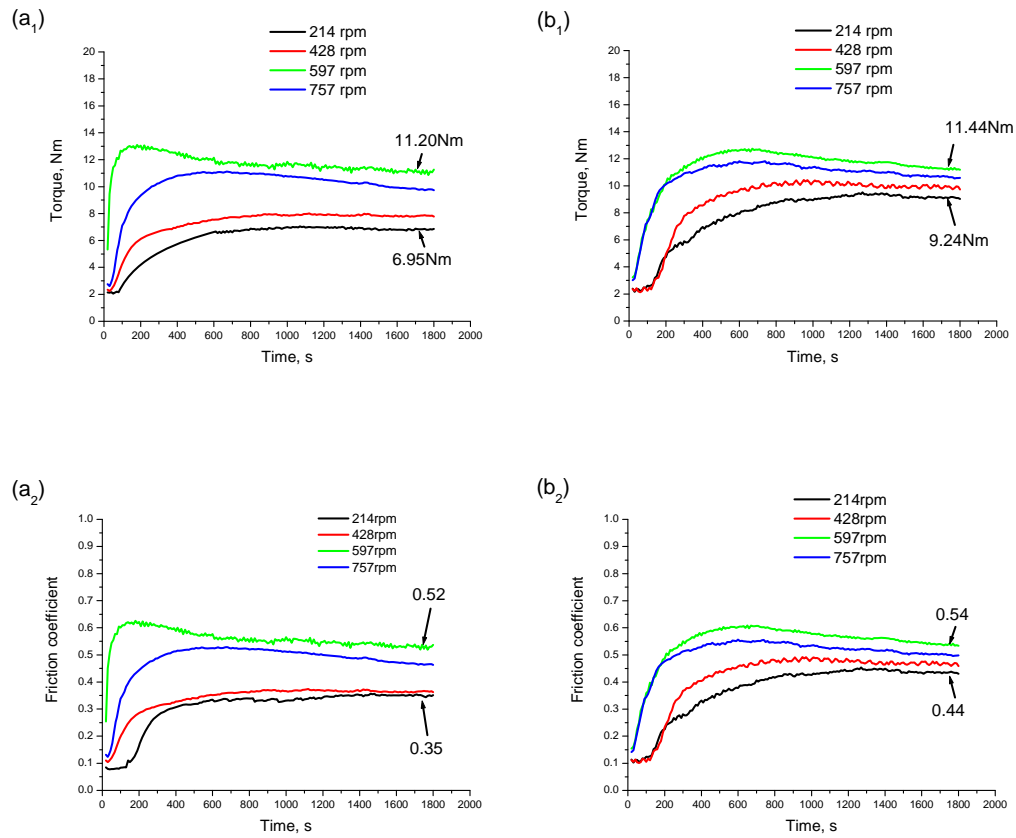 (a1)
214 rpm
428 rpm
597 rpm
757 rpm
20
18
16
14
12
10
8
6
4
2
0
Torque, Nm
11.20Nm
6.95Nm
0 200 400 600 800 1000 1200 1400 1600 1800 2000
Time, s
(b1)
214 rpm
428 rpm
597 rpm
757 rpm
20
18
16
14
12
10
8
6
4
2
0
Torque, Nm
11.44Nm
9.24Nm
0 200 400 600 800 1000 1200 1400 1600 1800 2000
Time, s
(a2)
214rpm
428rpm
597rpm
757rpm
1.0
0.9
0.8
0.7
0.6
0.5
0.4
0.3
0.2
0.1
0.0
Friction coefficient
0.52
0.35
0 200 400 600 800 1000 1200 1400 1600 1800 2000
Time, s
(b2)
214rpm
428rpm
597rpm
757rpm
1.0
0.9
0.8
0.7
0.6
0.5
0.4
0.3
0.2
0.1
0.0
Friction coefficient
0.54
0.44
0 200 400 600 800 1000 1200 1400 1600 1800 2000
Time, s